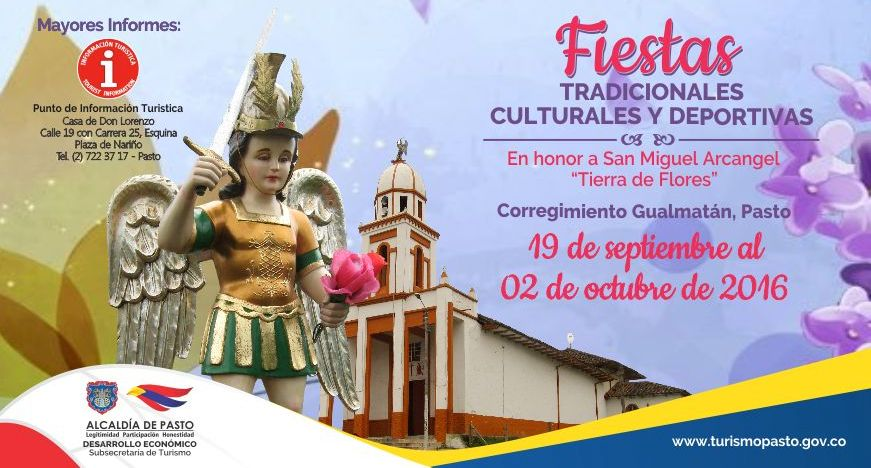 Mayores Informes:
INFORMACIÓN TURISTICA
i
TOURIST INFORMATION
Punto de Información Turistica
Casa de Don Lorenzo
Calle 19 con Carrera 25, Esquina
Plaza de Nariño
Tel. (2) 722 37 17 - Pasto
Fiestas
TRADICIONALES
CULTURALES Y DEPORTIVAS
En honor a San Miguel Arcangel
“Tierra de Flores”
Corregimiento Gualmatán, Pasto
19 de septiembre al
02 de octubre de 2016
ALCALDÍA DE PASTO
Legitimidad Participación Honestidad
DESARROLLO ECONÓMICO
Subsecretaria de Turismo
www.turismopasto.gov.co